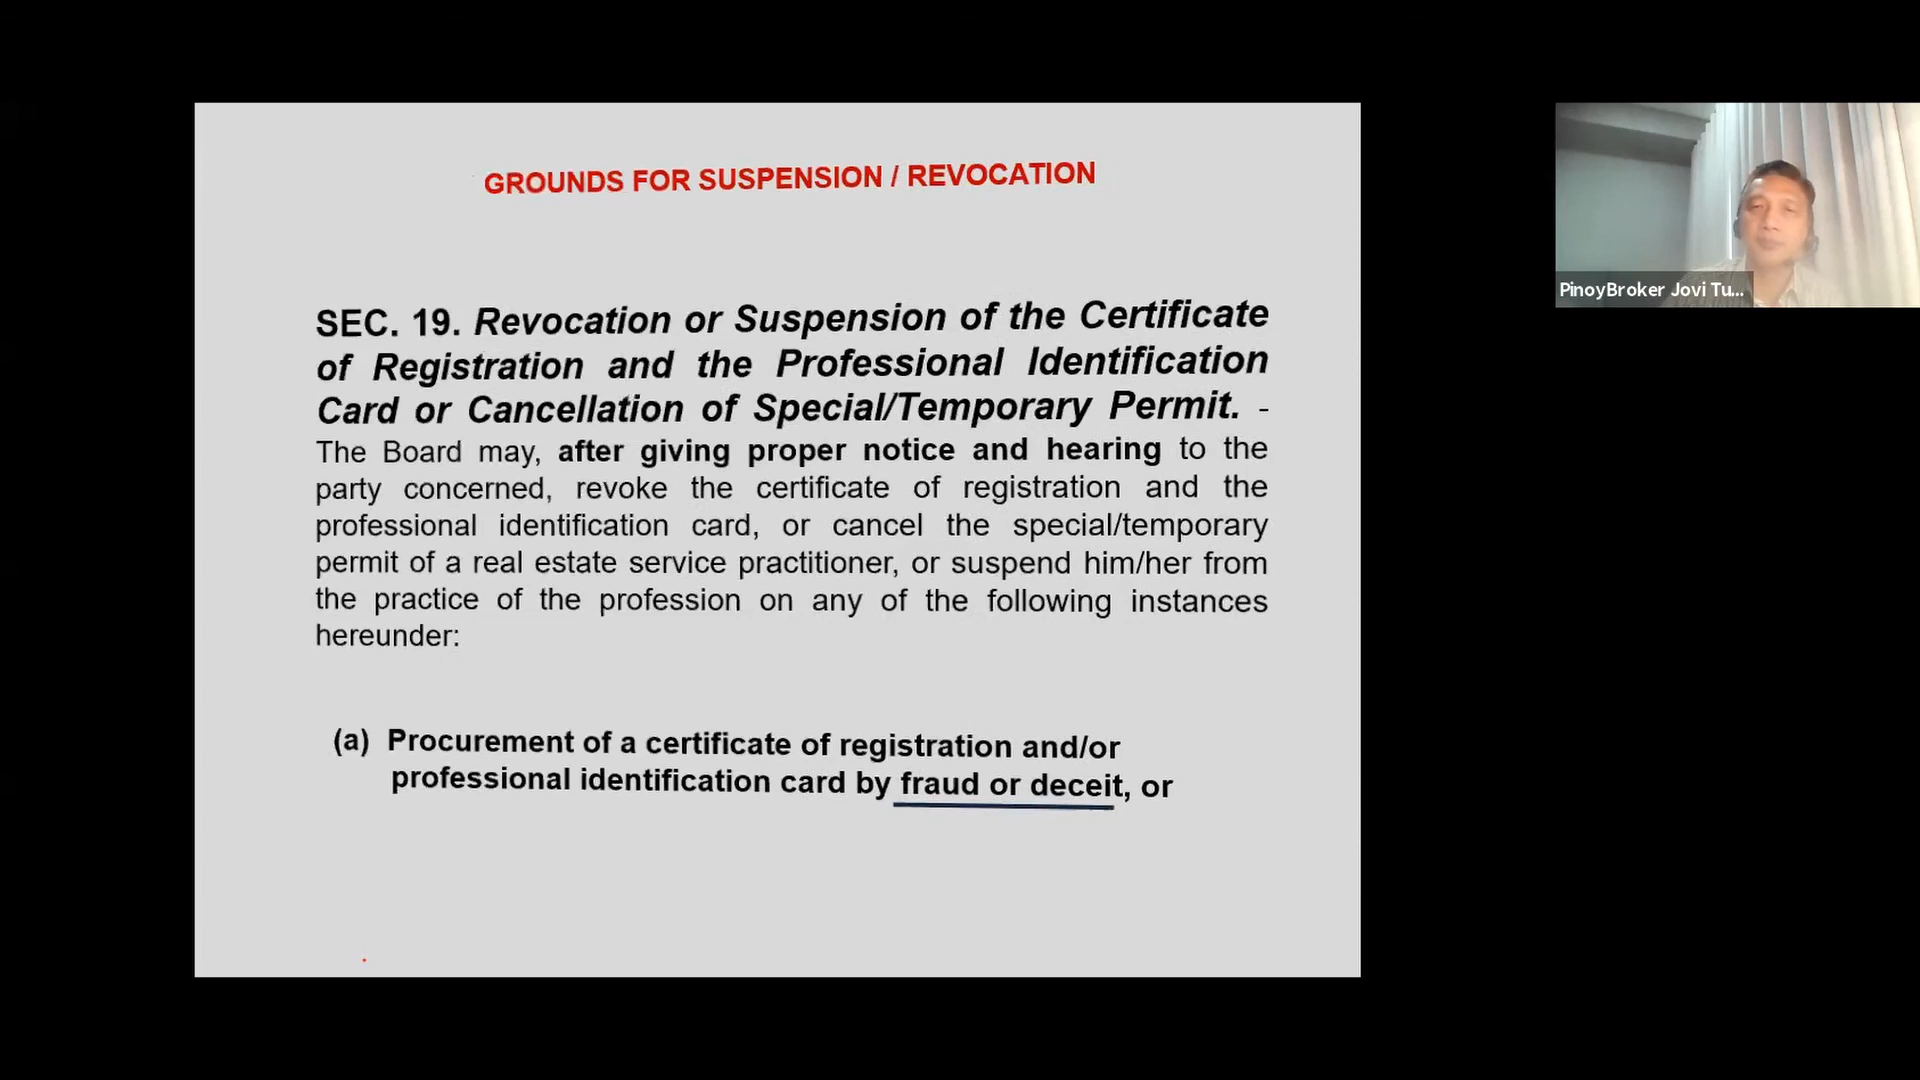 GROUNDS FOR SUSPENSION / REVOCATION
SEC. 19. Revocation or Suspension of the Certificate
of Registration and the Professional Identification
Card or Cancellation of Special/Temporary Permit. -
The Board may, after giving proper notice and hearing to the
party concerned, revoke the certificate of registration and the
professional identification card, or cancel the special/temporary
permit of a real estate service practitioner, or suspend him/her from
the practice of the profession on any of the following instances
hereunder:
(a) Procurement of a certificate of registration and/or
professional identification card by fraud or deceit, or
PinoyBroker Jovi Tu...